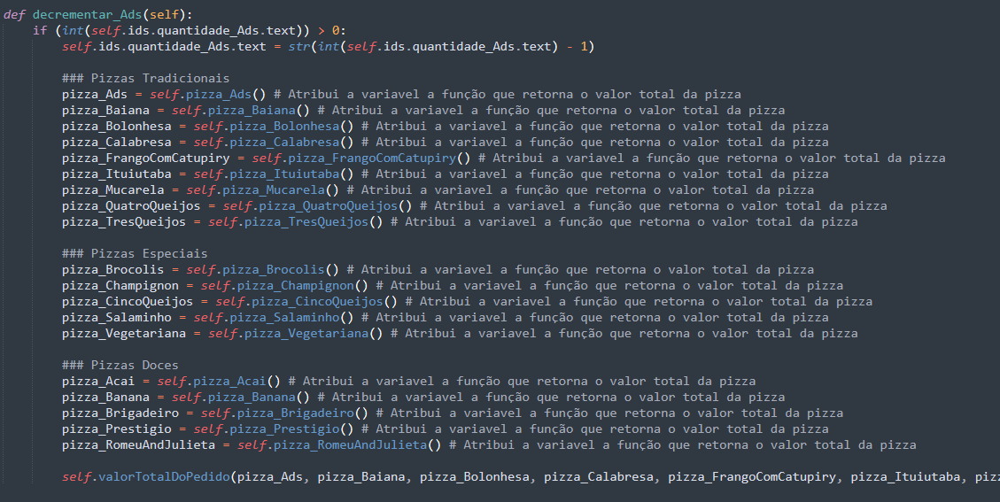 def decrementar_Ads(self):
if (int(self.ids.quantidade_Ads.text)) > 0:
self.ids.quantidade_Ads.text = str(int(self.ids.quantidade_Ads.text) - 1)
### Pizzas Tradicionais
pizza_Ads = self.pizza_Ads() # Atribui a variavel a função que retorna o valor total da pizza
pizza_Baiana = self.pizza_Baiana() # Atribui a variavel a função que retorna o valor total da pizza
pizza_Bolonhesa = self.pizza_Bolonhesa() # Atribui a variavel a função que retorna o valor total da pizza
pizza_Calabresa = self.pizza_Calabresa() # Atribui a variavel a função que retorna o valor total da pizza
pizza_FrangoComCatupiry = self.pizza_FrangoComCatupiry() # Atribui a variavel a função que retorna o valor total da pizza
pizza_Ituiutaba = self.pizza_Ituiutaba() # Atribui a variavel a função que retorna o valor total da pizza
pizza_Mucarela = self.pizza_Mucarela() # Atribui a variavel a função que retorna o valor total da pizza
pizza_QuatroQueijos = self.pizza_QuatroQueijos() # Atribui a variavel a função que retorna o valor total da pizza
pizza_TresQueijos = self.pizza_TresQueijos() # Atribui a variavel a função que retorna o valor total da pizza
### Pizzas Especiais
pizza_Brocolis = self.pizza_Brocolis() # Atribui a variavel a função que retorna o valor total da pizza
pizza_Champignon = self.pizza_Champignon() # Atribui a variavel a função que retorna o valor total da pizza
pizza_CincoQueijos = self.pizza_CincoQueijos() # Atribui a variavel a função que retorna o valor total da pizza
pizza_Salaminho = self.pizza_Salaminho() # Atribui a variavel a função que retorna o valor total da pizza
pizza_Vegetariana = self.pizza_Vegetariana() # Atribui a variavel a função que retorna o valor total da pizza
### Pizzas Doces
pizza_Acai = self.pizza_Acai() # Atribui a variavel a função que retorna o valor total da pizza
pizza_Banana = self.pizza_Banana() # Atribui a variavel a função que retorna o valor total da pizza
pizza_Brigadeiro = self.pizza_Brigadeiro() # Atribui a variavel a função que retorna o valor total da pizza
pizza_Prestigio = self.pizza_Prestigio() # Atribui a variavel a função que retorna o valor total da pizza
pizza_RomeuAndJulieta = self.pizza_RomeuAndJulieta() # Atribui a variavel a função que retorna o valor total da pizza
self.valorTotalDoPedido(pizza_Ads, pizza_Baiana, pizza_Bolonhesa, pizza_Calabresa, pizza_FrangoComCatupiry, pizza_Ituiutaba,